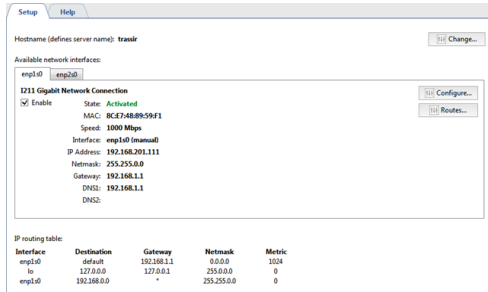 Setup Help
Hostname (defines server name): trassir
Change...
Available network interfaces:
enp1s0 enp2s0
I211 Gigabit Network Connection
Configure...
Enable State: Activated
Routes...
MAC: 8C:E7:48:89:59:F1
Speed: 1000 Mbps
Interface: enp1s0 (manual)
IP Address: 192.168.201.111
Netmask: 255.255.0.0
Gateway: 192.168.1.1
DNS1: 192.168.1.1
DNS2:
IP routing table:
Interface Destination Gateway Netmask Metric
enp1s0 default 192.168.1.1 0.0.0.0 1024
lo 127.0.0.0 127.0.0.1 255.0.0.0 0
enp1s0 192.168.0.0 * 255.255.0.0 0